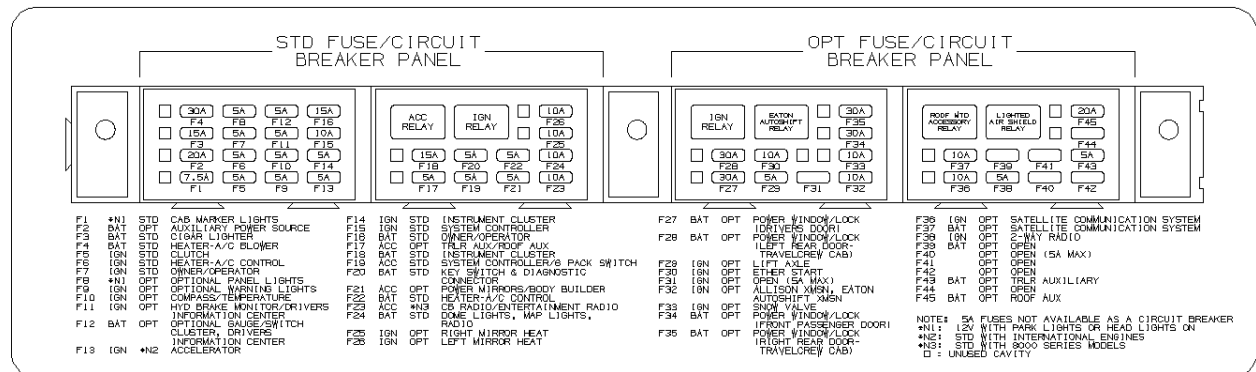 STD FUSE/CIRCUIT
BREAKER PANEL
OPT FUSE/CIRCUIT
BREAKER PANEL
30A 5A 5A 15A
F4 F8 F12 F16
15A 5A 5A 10A
F3 F7 F11 F15
20A 5A 5A 5A
F2 F6 F10 F14
7.5A 5A 5A 5A
F1 F5 F9 F13
ACC
RELAY
IGN
RELAY
10A
F26
10A
F25
15A 5A 5A 10A
F18 F20 F22 F24
5A 5A 5A 10A
F17 F19 F21 F23
IGN
RELAY
EATON
AUTOSHIFT
RELAY
30A
F35
30A
F34
30A 10A 10A
F28 F30 F33
30A 5A 10A
F27 F29 F31 F32
ROOF MTD
ACCESSORY
RELAY
LIGHTED
AIR SHIELD
RELAY
20A
F45
F44
10A 5A
F37 F39 F41 F43
10A 5A
F36 F38 F40 F42
F1 *N1 STD CAB MARKER LIGHTS
F2 BAT OPT AUXILIARY POWER SOURCE
F3 BAT STD CIGAR LIGHTER
F4 BAT STD HEATER-A/C BLOWER
F5 IGN STD CLUTCH
F6 IGN STD HEATER-A/C CONTROL
F7 IGN STD OWNER/OPERATOR
F8 *N1 OPT OPTIONAL PANEL LIGHTS
F9 IGN OPT OPTIONAL WARNING LIGHTS
F10 IGN OPT COMPASS/TEMPERATURE
F11 IGN OPT HYD BRAKE MONITOR/DRIVERS
INFORMATION CENTER
F12 BAT OPT OPTIONAL GAUGE/SWITCH
CLUSTER, DRIVERS
INFORMATION CENTER
F13 IGN *N2 ACCELERATOR
F14 IGN STD INSTRUMENT CLUSTER
F15 IGN STD SYSTEM CONTROLLER
F16 BAT STD OWNER/OPERATOR
F17 ACC OPT TRLR AUX/ROOF AUX
F18 BAT STD INSTRUMENT CLUSTER
F19 ACC STD SYSTEM CONTROLLER/6 PACK SWITCH
F20 BAT STD KEY SWITCH & DIAGNOSTIC
CONNECTOR
F21 ACC OPT POWER MIRRORS/BODY BUILDER
F22 BAT STD HEATER-A/C CONTROL
F23 ACC *N3 CB RADIO/ENTERTAINMENT RADIO
F24 BAT STD DOME LIGHTS, MAP LIGHTS,
RADIO
F25 IGN OPT RIGHT MIRROR HEAT
F26 IGN OPT LEFT MIRROR HEAT
F27 BAT OPT POWER WINDOW/LOCK
(DRIVERS DOOR)
F28 BAT OPT POWER WINDOW/LOCK
(LEFT REAR DOOR-
TRAVELCREW CAB)
F29 IGN OPT LIFT AXLE
F30 IGN OPT ETHER START
F31 IGN OPT OPEN (5A MAX)
F32 IGN OPT ALLISON XMSN, EATON
AUTOSHIFT XMSN
F33 IGN OPT SNOW VALVE
F34 BAT OPT POWER WINDOW/LOCK
(FRONT PASSENGER DOOR)
F35 BAT OPT POWER WINDOW/LOCK
(RIGHT REAR DOOR-
TRAVELCREW CAB)
F36 IGN OPT SATELLITE COMMUNICATION SYSTEM
F37 BAT OPT SATELLITE COMMUNICATION SYSTEM
F38 IGN OPT 2-WAY RADIO
F39 BAT OPT OPEN
F40 OPT OPEN (5A MAX)
F41 OPT OPEN
F42 OPT OPEN
F43 BAT OPT TRLR AUXILIARY
F44 OPT OPEN
F45 BAT OPT ROOF AUX
NOTE: 5A FUSES NOT AVAILABLE AS A CIRCUIT BREAKER
*N1: 12V WITH PARK LIGHTS OR HEAD LIGHTS ON
*N2: STD WITH INTERNATIONAL ENGINES
*N3: STD WITH 8000 SERIES MODELS
□ : UNUSED CAVITY